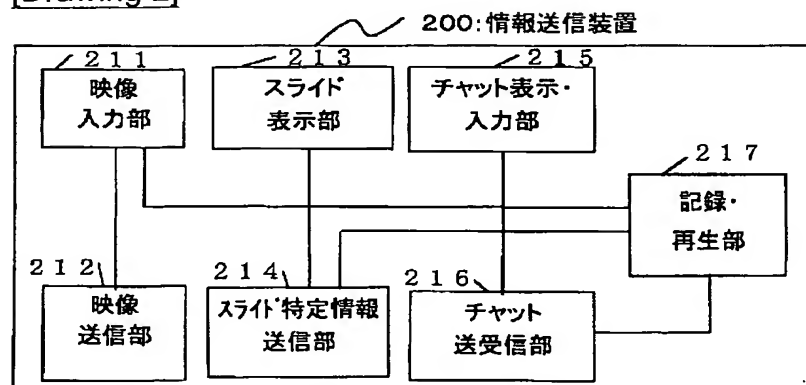 [Drawing 2]
200:情報送信装置
211
映像
入力部
213
スライド
表示部
215
チャット表示・
入力部
217
記録・
再生部
212
映像
送信部
214
スライド特定情報
送信部
216
チャット
送受信部